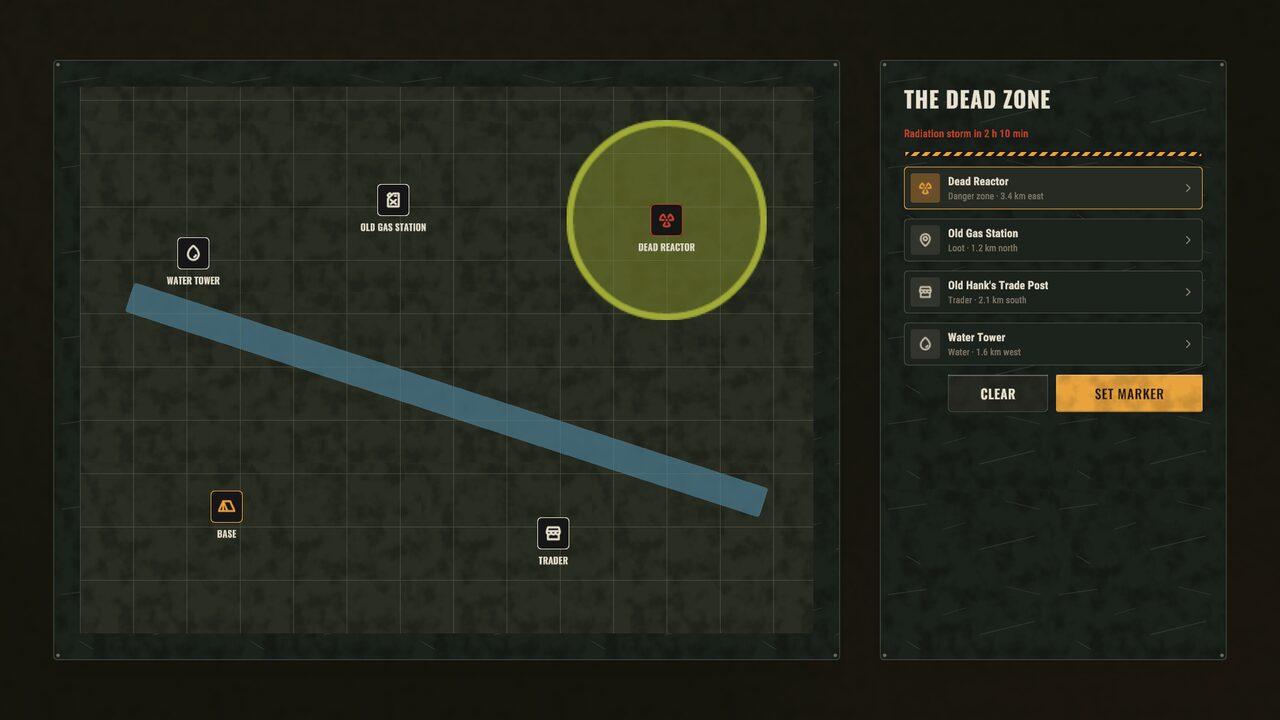 OLD GAS STATION
WATER TOWER
DEAD REACTOR
BASE
TRADER
THE DEAD ZONE
Radiation storm in 2 h 10 min
Dead Reactor
Danger zone · 3.4 km east
Old Gas Station
Loot · 1.2 km north
Old Hank's Trade Post
Trader · 2.1 km south
Water Tower
Water · 1.6 km west
CLEAR
SET MARKER